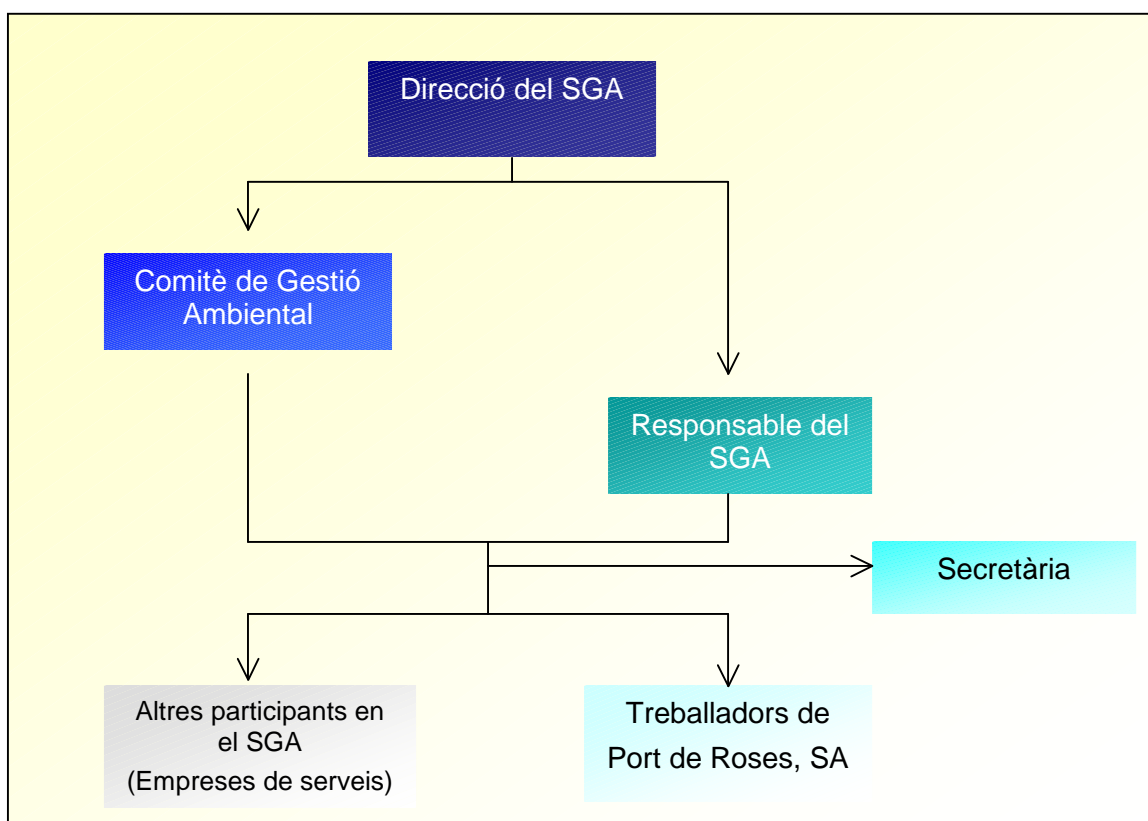 Direcció del SGA
Comitè de Gestió
Ambiental
Responsable del
SGA
Secretària
Altres participants en
el SGA
(Empreses de serveis)
Treballadors de
Port de Roses, SA